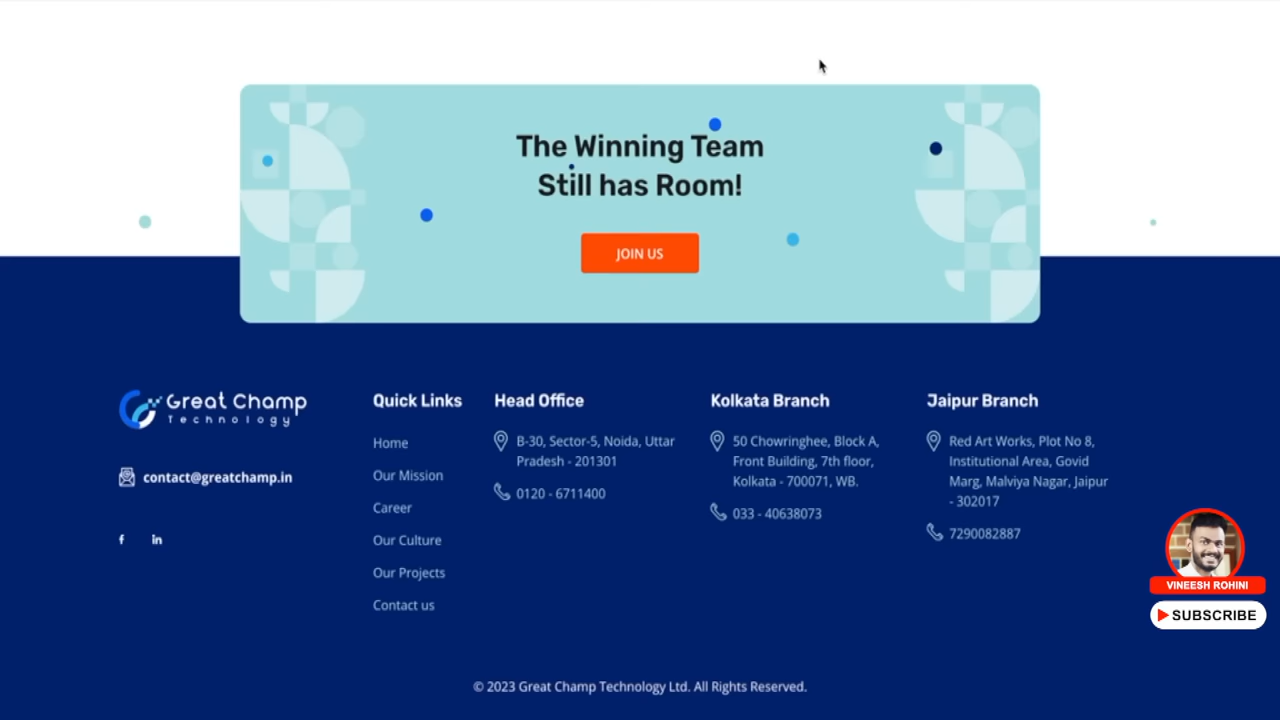 The Winning Team
Still has Room!
JOIN US
Great Champ
Technology
contact@greatchamp.in
f
in
Quick Links
Home
Our Mission
Career
Our Culture
Our Projects
Contact us
Head Office
B-30, Sector-5, Noida, Uttar
Pradesh - 201301
0120 - 6711400
Kolkata Branch
50 Chowringhee, Block A,
Front Building, 7th floor,
Kolkata - 700071, WB.
033 - 40638073
Jaipur Branch
Red Art Works, Plot No 8,
Institutional Area, Govid
Marg, Malviya Nagar, Jaipur
- 302017
7290082887
VINEESH ROHINI
SUBSCRIBE
© 2023 Great Champ Technology Ltd. All Rights Reserved.